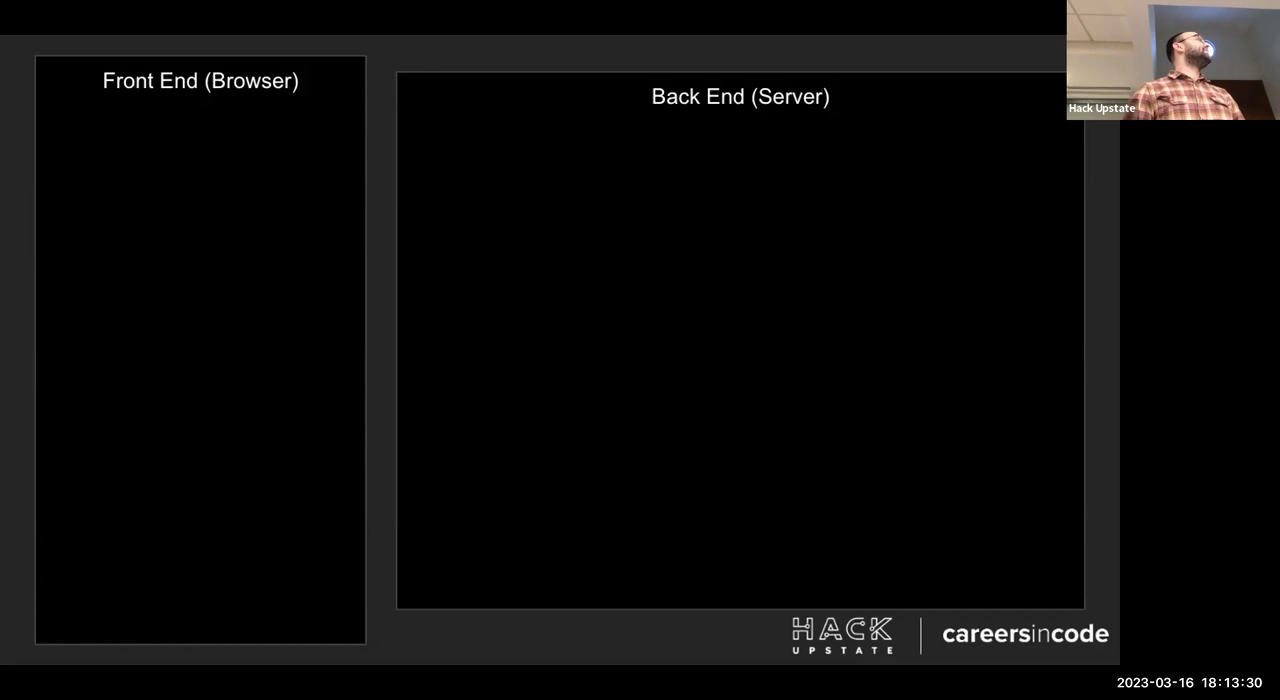 Front End (Browser)
Back End (Server)
Hack Upstate
HACK
UPSTATE
careersincode
2023-03-16 18:13:30